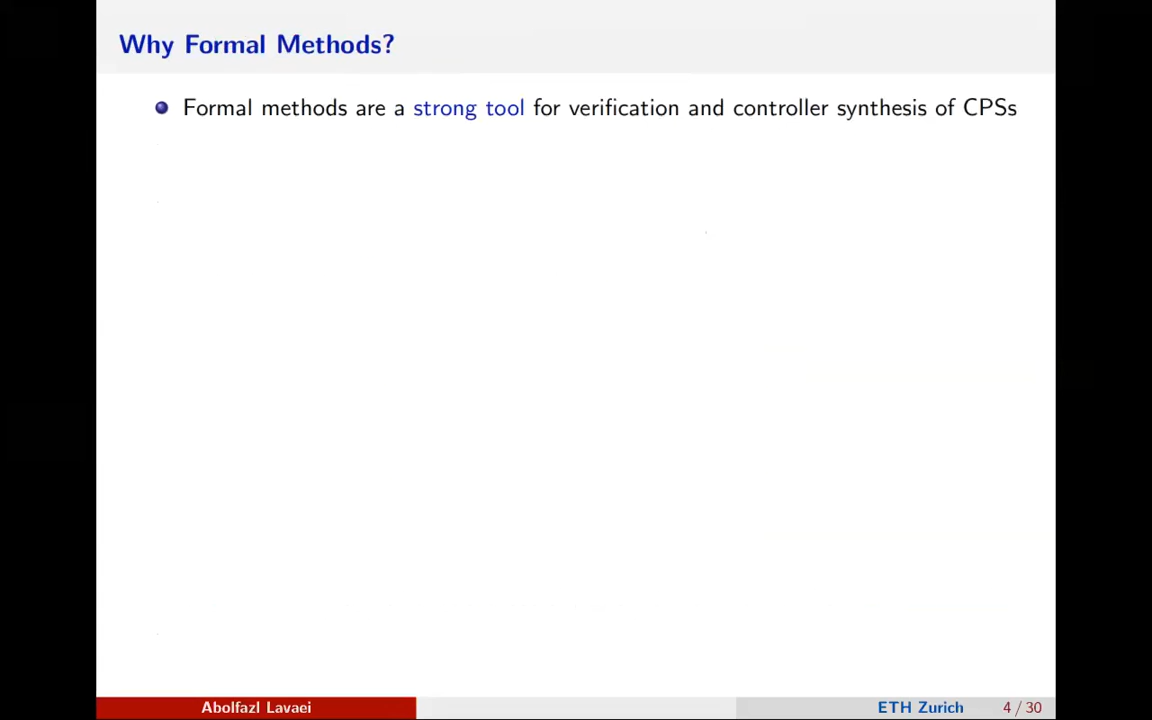 Why Formal Methods?
Formal methods are a strong tool for verification and controller synthesis of CPSs
Abolfazl Lavaei
ETH Zurich
4 / 30